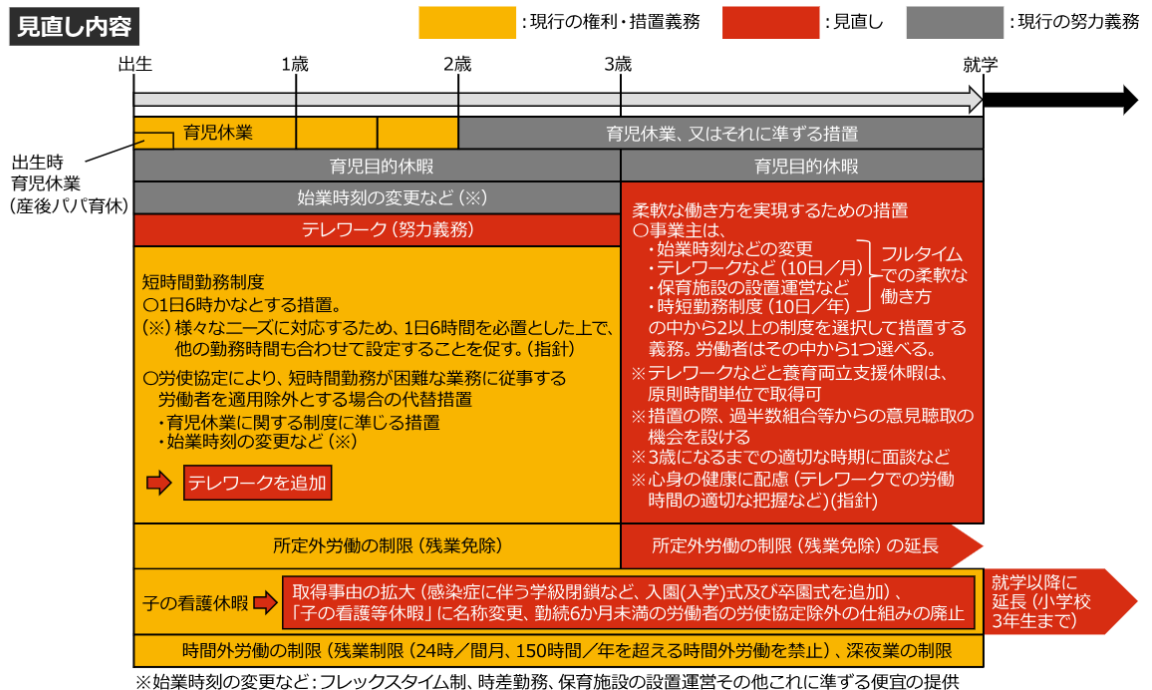 見直し内容
:現行の権利・措置義務
:見直し
:現行の努力義務
出生
1歳
2歳
3歳
就学
育児休業
育児休業、又はそれに準ずる措置
出生時
育児休業
(産後パパ育休)
育児目的休暇
育児目的休暇
始業時刻の変更など(※)
テレワーク(努力義務)
短時間勤務制度
〇1日6時かなとする措置。
(※)様々なニーズに対応するため、1日6時間を必置とした上で、
他の勤務時間も合わせて設定することを促す。(指針)
〇労使協定により、短時間勤務が困難な業務に従事する
労働者を適用除外とする場合の代替措置
・育児休業に関する制度に準じる措置
・始業時刻の変更など(※)
テレワークを追加
柔軟な働き方を実現するための措置
〇事業主は、
・始業時刻などの変更
・テレワークなど(10日/月)
・保育施設の設置運営など
・時短勤務制度(10日/年)
フルタイム
での柔軟な
働き方
の中から2以上の制度を選択して措置する
義務。労働者はその中から1つ選べる。
※テレワークなどと養育両立支援休暇は、
原則時間単位で取得可
※措置の際、過半数組合等からの意見聴取の
機会を設ける
※3歳になるまでの適切な時期に面談など
※心身の健康に配慮(テレワークでの労働
時間の適切な把握など)(指針)
所定外労働の制限(残業免除)
所定外労働の制限(残業免除)の延長
子の看護休暇
取得事由の拡大(感染症に伴う学級閉鎖など、入園(入学)式及び卒園式を追加)、
「子の看護等休暇」に名称変更、勤続6か月未満の労働者の労使協定除外の仕組みの廃止
就学以降に
延長(小学校
3年生まで)
時間外労働の制限(残業制限(24時/間月、150時間/年を超える時間外労働を禁止)、深夜業の制限
※始業時刻の変更など:フレックスタイム制、時差勤務、保育施設の設置運営その他これに準ずる便宜の提供